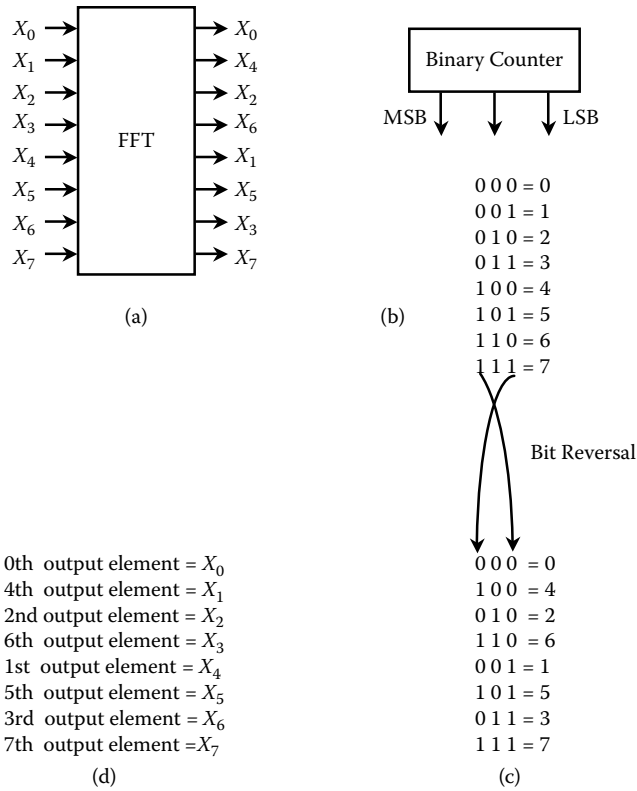 X0 X0
X1 X4
X2 X2
X3 X6
FFT
X4 X1
X5 X5
X6 X3
X7 X7
(a)
Binary Counter
MSB LSB
0 0 0 = 0
0 0 1 = 1
0 1 0 = 2
0 1 1 = 3
1 0 0 = 4
1 0 1 = 5
1 1 0 = 6
1 1 1 = 7
(b)
Bit Reversal
0 0 0 = 0
1 0 0 = 4
0 1 0 = 2
1 1 0 = 6
0 0 1 = 1
1 0 1 = 5
0 1 1 = 3
1 1 1 = 7
(c)
0th output element = X0
4th output element = X1
2nd output element = X2
6th output element = X3
1st output element = X4
5th output element = X5
3rd output element = X6
7th output element =X7
(d)